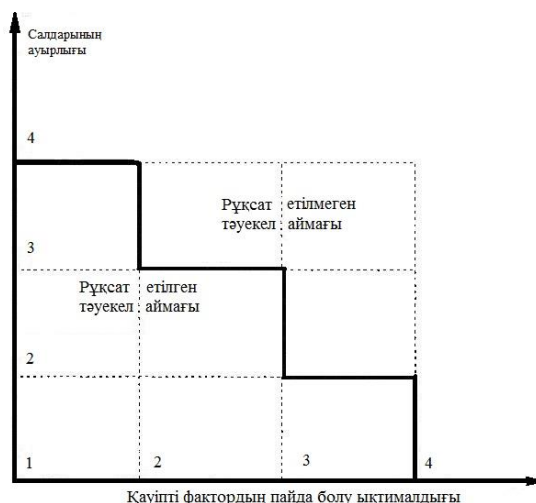 Салдарының
ауырлығы
4
Рұқсат етілмеген
тәуекел аймағы
3
Рұқсат етілген
тәуекел аймағы
2
1 2 3 4
Қауіпті фактордын пайда болу ықтималдығы